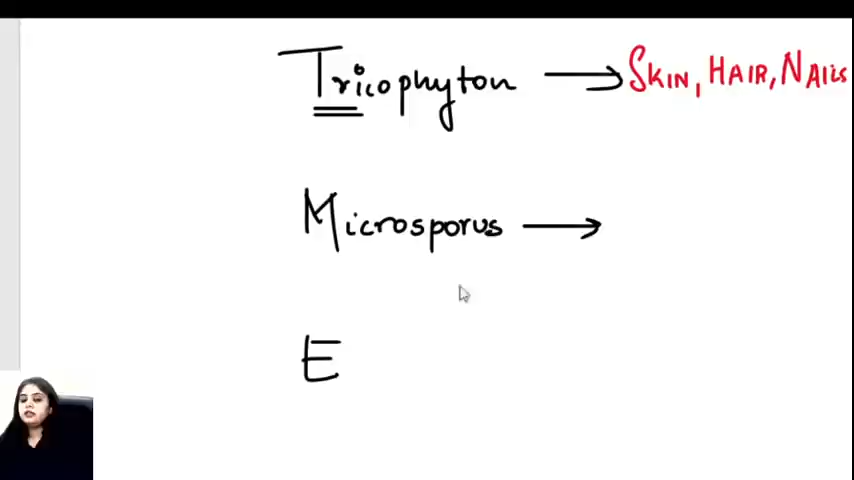 Tricophyton → SKIN, HAIR, NAils
Microsporus →
E